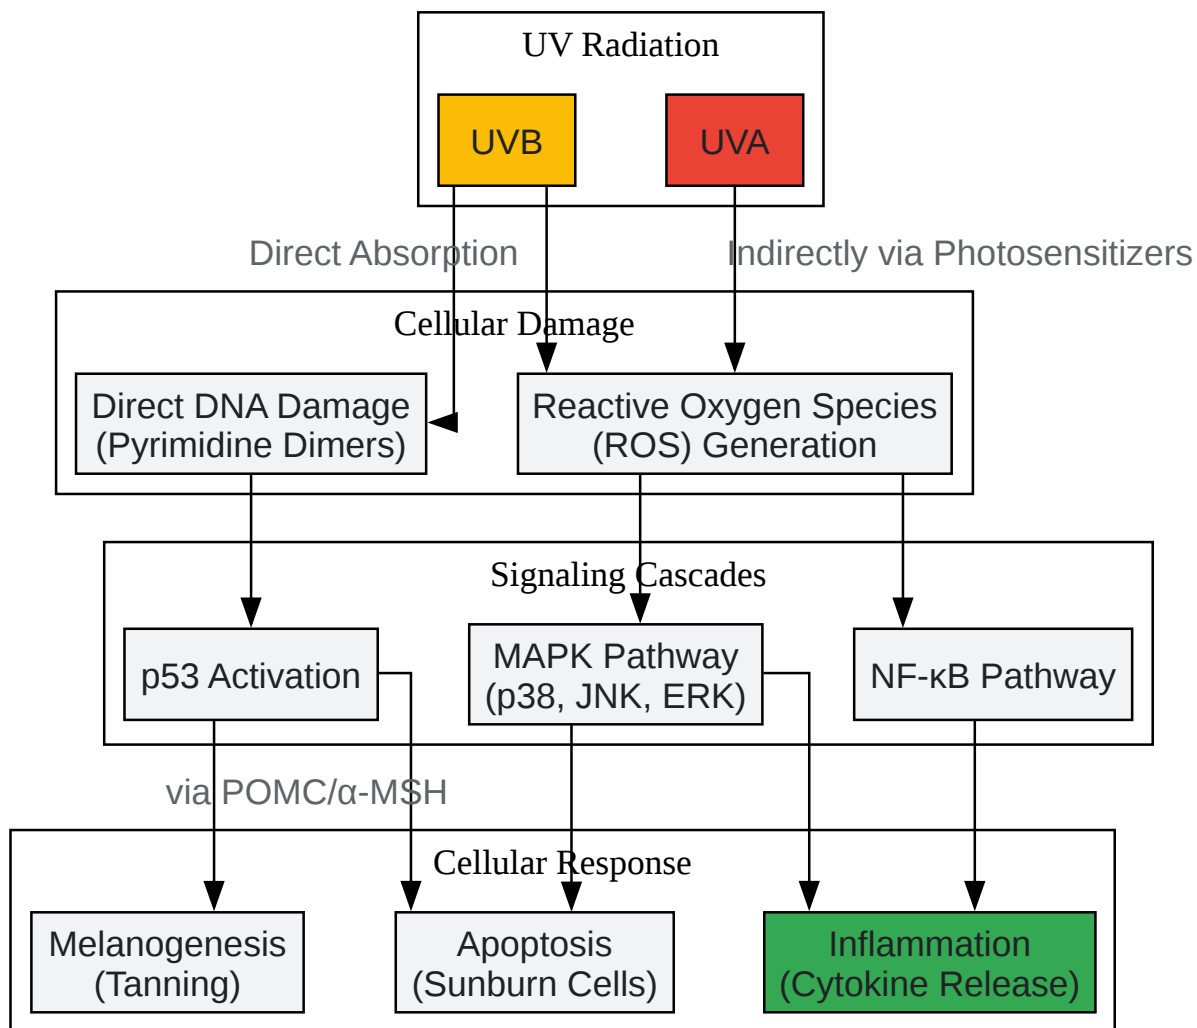 UV Radiation
UVB
UVA
Direct Absorption
Indirectly via Photosensitizers
Cellular Damage
Direct DNA Damage
(Pyrimidine Dimers)
Reactive Oxygen Species
(ROS) Generation
Signaling Cascades
p53 Activation
MAPK Pathway
(p38, JNK, ERK)
NF-κB Pathway
via POMC/α-MSH
Cellular Response
Melanogenesis
(Tanning)
Apoptosis
(Sunburn Cells)
Inflammation
(Cytokine Release)